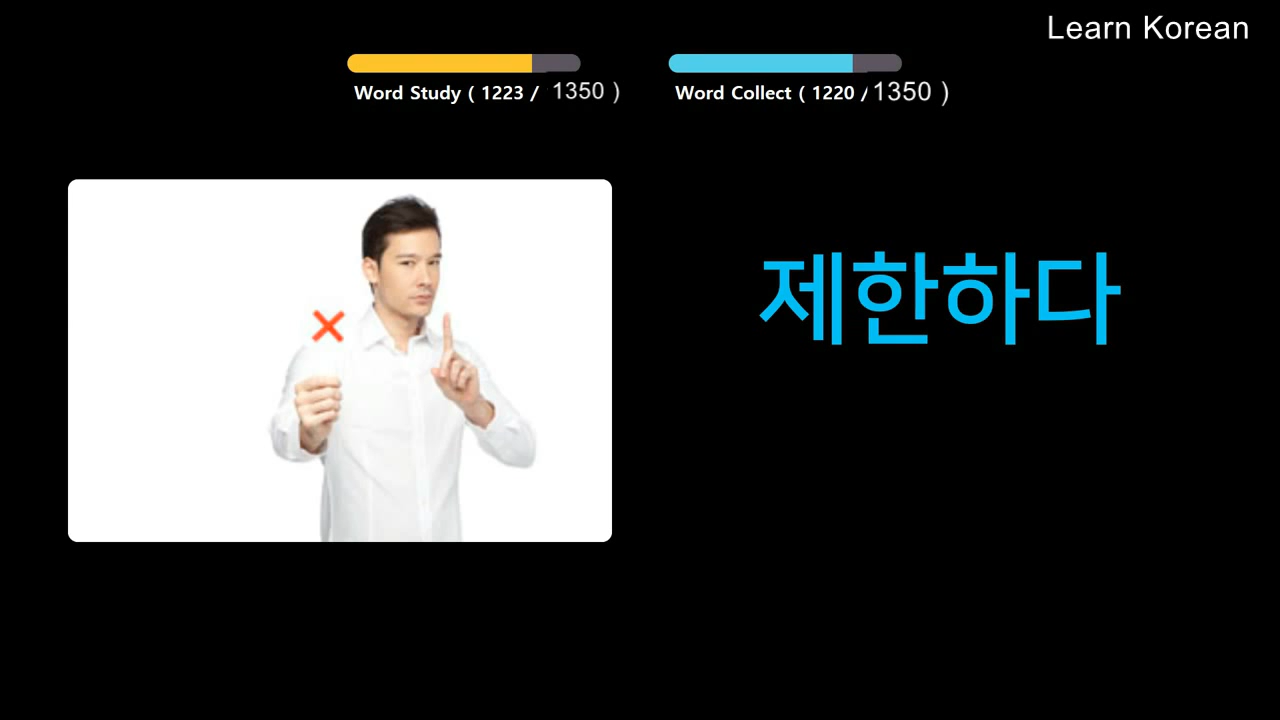 Learn Korean
Word Study ( 1223 / 1350 )
Word Collect ( 1220 / 1350 )
제한하다